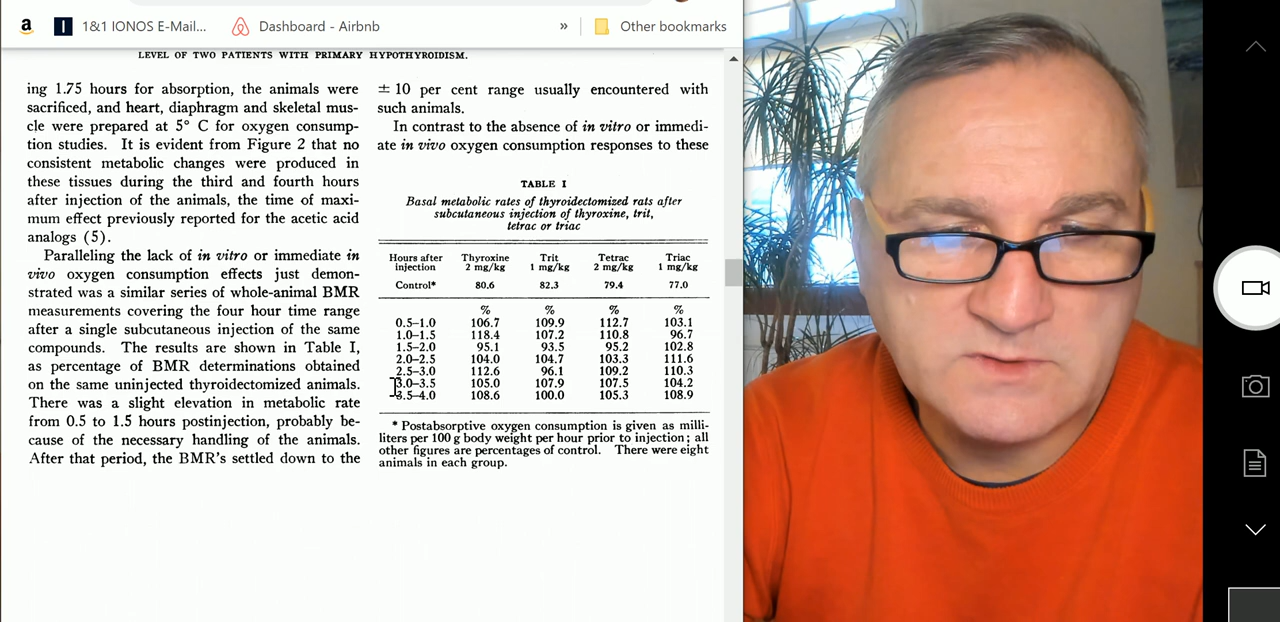 a 1&1 IONOS E-Mail... Dashboard - Airbnb » Other bookmarks
LEVEL OF TWO PATIENTS WITH PRIMARY HYPOTHYROIDISM.
ing 1.75 hours for absorption, the animals were
sacrificed, and heart, diaphragm and skeletal mus-
cle were prepared at 5° C for oxygen consump-
tion studies. It is evident from Figure 2 that no
consistent metabolic changes were produced in
these tissues during the third and fourth hours
after injection of the animals, the time of maxi-
mum effect previously reported for the acetic acid
analogs (5).
Paralleling the lack of in vitro or immediate in
vivo oxygen consumption effects just demon-
strated was a similar series of whole-animal BMR
measurements covering the four hour time range
after a single subcutaneous injection of the same
compounds. The results are shown in Table I,
as percentage of BMR determinations obtained
on the same uninjected thyroidectomized animals.
There was a slight elevation in metabolic rate
from 0.5 to 1.5 hours postinjection, probably be-
cause of the necessary handling of the animals.
After that period, the BMR's settled down to the
± 10 per cent range usually encountered with
such animals.
In contrast to the absence of in vitro or immedi-
ate in vivo oxygen consumption responses to these
TABLE I
Basal metabolic rates of thyroidectomized rats after
subcutaneous injection of thyroxine, trit,
tetrac or triac
Hours after Thyroxine Trit Tetrac Triac
injection 2 mg/kg 1 mg/kg 2 mg/kg 1 mg/kg
Control* 80.6 82.3 79.4 77.0
% % % %
0.5–1.0 106.7 109.9 112.7 103.1
1.0–1.5 118.4 107.2 110.8 96.7
1.5–2.0 95.1 93.5 95.2 102.8
2.0–2.5 104.0 104.7 103.3 111.6
2.5–3.0 112.6 96.1 109.2 110.3
3.0–3.5 105.0 107.9 107.5 104.2
3.5–4.0 108.6 100.0 105.3 108.9
* Postabsorptive oxygen consumption is given as milli-
liters per 100 g body weight per hour prior to injection; all
other figures are percentages of control. There were eight
animals in each group.